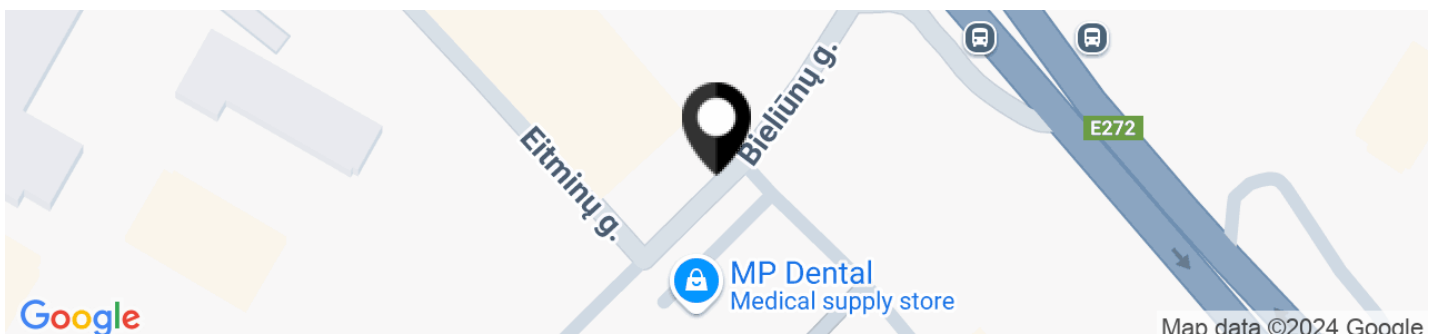 Bieliūnų g.
E272
Eitminų g.
MP Dental
Medical supply store
Google
Map data ©2024 Google